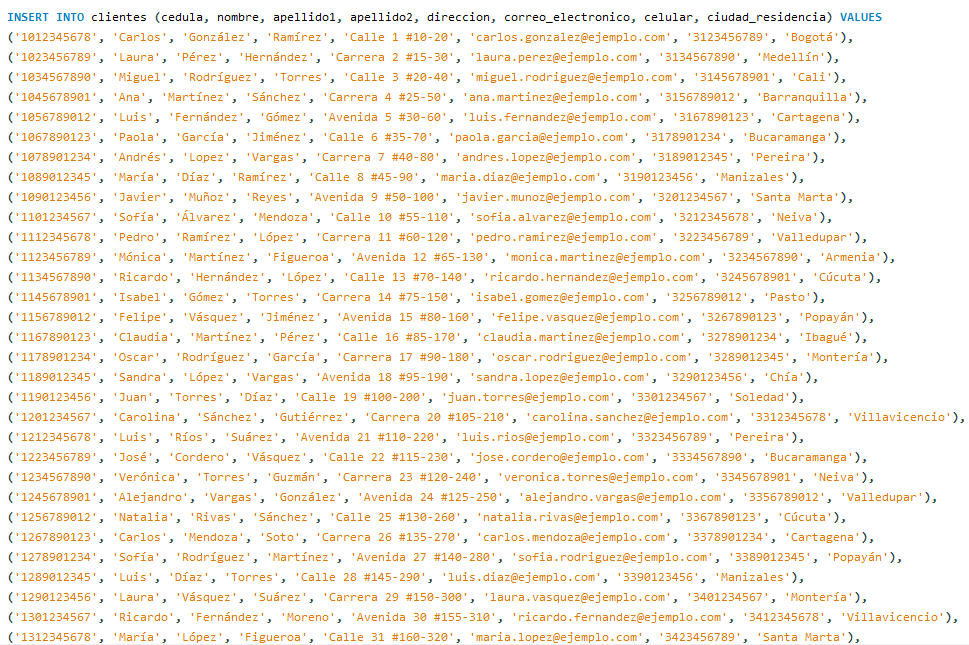 INSERT INTO clientes (cedula, nombre, apellido1, apellido2, direccion, correo_electronico, celular, ciudad_residencia) VALUES
('1012345678', 'Carlos', 'González', 'Ramírez', 'Calle 1 #10-20', 'carlos.gonzalez@ejemplo.com', '3123456789', 'Bogotá'),
('1023456789', 'Laura', 'Pérez', 'Hernández', 'Carrera 2 #15-30', 'laura.perez@ejemplo.com', '3134567890', 'Medellín'),
('1034567890', 'Miguel', 'Rodríguez', 'Torres', 'Calle 3 #20-40', 'miguel.rodriguez@ejemplo.com', '3145678901', 'Cali'),
('1045678901', 'Ana', 'Martínez', 'Sánchez', 'Carrera 4 #25-50', 'ana.martinez@ejemplo.com', '3156789012', 'Barranquilla'),
('1056789012', 'Luis', 'Fernández', 'Gómez', 'Avenida 5 #30-60', 'luis.fernandez@ejemplo.com', '3167890123', 'Cartagena'),
('1067890123', 'Paola', 'García', 'Jiménez', 'Calle 6 #35-70', 'paola.garcia@ejemplo.com', '3178901234', 'Bucaramanga'),
('1078901234', 'Andrés', 'Lopez', 'Vargas', 'Carrera 7 #40-80', 'andres.lopez@ejemplo.com', '3189012345', 'Pereira'),
('1089012345', 'María', 'Díaz', 'Ramírez', 'Calle 8 #45-90', 'maria.diaz@ejemplo.com', '3190123456', 'Manizales'),
('1090123456', 'Javier', 'Muñoz', 'Reyes', 'Avenida 9 #50-100', 'javier.munoz@ejemplo.com', '3201234567', 'Santa Marta'),
('1101234567', 'Sofía', 'Álvarez', 'Mendoza', 'Calle 10 #55-110', 'sofia.alvarez@ejemplo.com', '3212345678', 'Neiva'),
('1112345678', 'Pedro', 'Ramírez', 'López', 'Carrera 11 #60-120', 'pedro.ramirez@ejemplo.com', '3223456789', 'Valledupar'),
('1123456789', 'Mónica', 'Martínez', 'Figueroa', 'Avenida 12 #65-130', 'monica.martinez@ejemplo.com', '3234567890', 'Armenia'),
('1134567890', 'Ricardo', 'Hernández', 'López', 'Calle 13 #70-140', 'ricardo.hernandez@ejemplo.com', '3245678901', 'Cúcuta'),
('1145678901', 'Isabel', 'Gómez', 'Torres', 'Carrera 14 #75-150', 'isabel.gomez@ejemplo.com', '3256789012', 'Pasto'),
('1156789012', 'Felipe', 'Vásquez', 'Jiménez', 'Avenida 15 #80-160', 'felipe.vasquez@ejemplo.com', '3267890123', 'Popayán'),
('1167890123', 'Claudia', 'Martínez', 'Pérez', 'Calle 16 #85-170', 'claudia.martinez@ejemplo.com', '3278901234', 'Ibagué'),
('1178901234', 'Oscar', 'Rodríguez', 'García', 'Carrera 17 #90-180', 'oscar.rodriguez@ejemplo.com', '3289012345', 'Montería'),
('1189012345', 'Sandra', 'López', 'Vargas', 'Avenida 18 #95-190', 'sandra.lopez@ejemplo.com', '3290123456', 'Chía'),
('1190123456', 'Juan', 'Torres', 'Díaz', 'Calle 19 #100-200', 'juan.torres@ejemplo.com', '3301234567', 'Soledad'),
('1201234567', 'Carolina', 'Sánchez', 'Gutiérrez', 'Carrera 20 #105-210', 'carolina.sanchez@ejemplo.com', '3312345678', 'Villavicencio'),
('1212345678', 'Luis', 'Ríos', 'Suárez', 'Avenida 21 #110-220', 'luis.rios@ejemplo.com', '3323456789', 'Pereira'),
('1223456789', 'José', 'Cordero', 'Vásquez', 'Calle 22 #115-230', 'jose.cordero@ejemplo.com', '3334567890', 'Bucaramanga'),
('1234567890', 'Verónica', 'Torres', 'Guzmán', 'Carrera 23 #120-240', 'veronica.torres@ejemplo.com', '3345678901', 'Neiva'),
('1245678901', 'Alejandro', 'Vargas', 'González', 'Avenida 24 #125-250', 'alejandro.vargas@ejemplo.com', '3356789012', 'Valledupar'),
('1256789012', 'Natalia', 'Rivas', 'Sánchez', 'Calle 25 #130-260', 'natalia.rivas@ejemplo.com', '3367890123', 'Cúcuta'),
('1267890123', 'Carlos', 'Mendoza', 'Soto', 'Carrera 26 #135-270', 'carlos.mendoza@ejemplo.com', '3378901234', 'Cartagena'),
('1278901234', 'Sofía', 'Rodríguez', 'Martínez', 'Avenida 27 #140-280', 'sofia.rodriguez@ejemplo.com', '3389012345', 'Popayán'),
('1289012345', 'Luis', 'Díaz', 'Torres', 'Calle 28 #145-290', 'luis.diaz@ejemplo.com', '3390123456', 'Manizales'),
('1290123456', 'Laura', 'Vásquez', 'Suárez', 'Carrera 29 #150-300', 'laura.vasquez@ejemplo.com', '3401234567', 'Montería'),
('1301234567', 'Ricardo', 'Fernández', 'Moreno', 'Avenida 30 #155-310', 'ricardo.fernandez@ejemplo.com', '3412345678', 'Villavicencio'),
('1312345678', 'María', 'López', 'Figueroa', 'Calle 31 #160-320', 'maria.lopez@ejemplo.com', '3423456789', 'Santa Marta'),